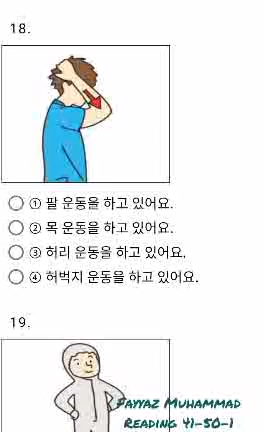 18.
① 팔 운동을 하고 있어요.
② 목 운동을 하고 있어요.
③ 허리 운동을 하고 있어요.
④ 허벅지 운동을 하고 있어요.
19.
FAYYAZ MUHAMMAD
READING 41-50-1